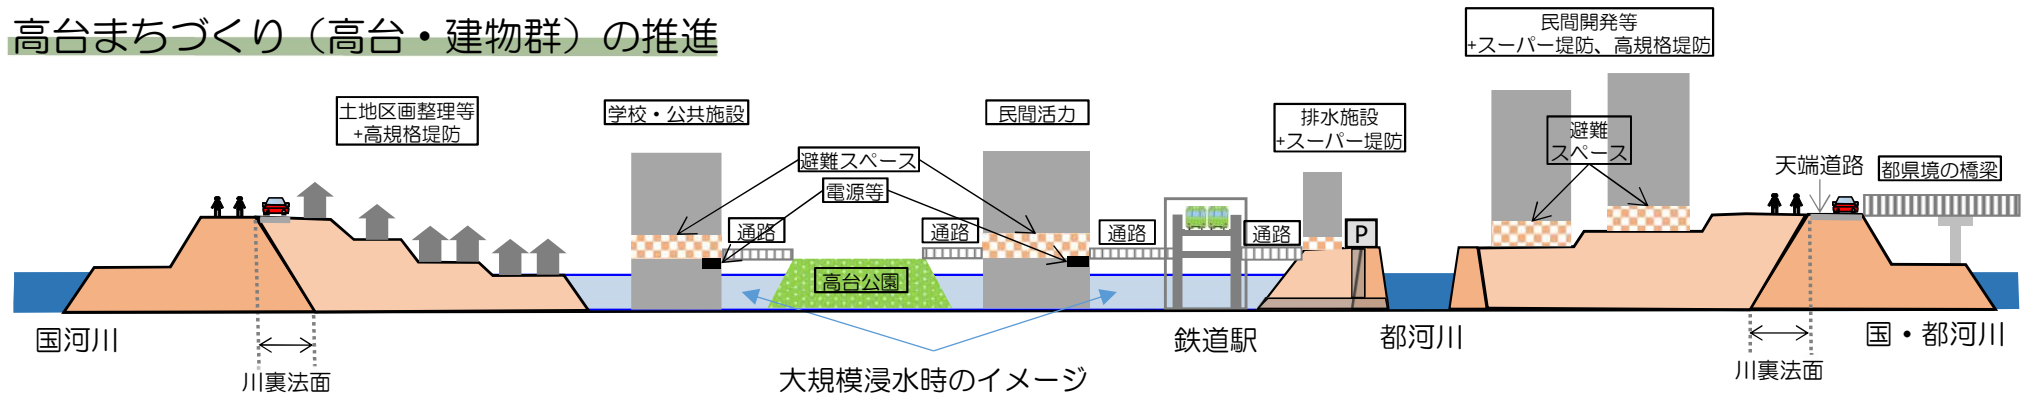 高台まちづくり（高台・建物群）の推進
民間開発等
+スーパー堤防、高規格堤防
土地区画整理等
+高規格堤防
学校・公共施設
民間活力
排水施設
+スーパー堤防
避難スペース
電源等
避難
スペース
天端道路
都県境の橋梁
通路
通路
通路
通路
P
高台公園
国河川
鉄道駅
都河川
国・都河川
川裏法面
大規模浸水時のイメージ
川裏法面